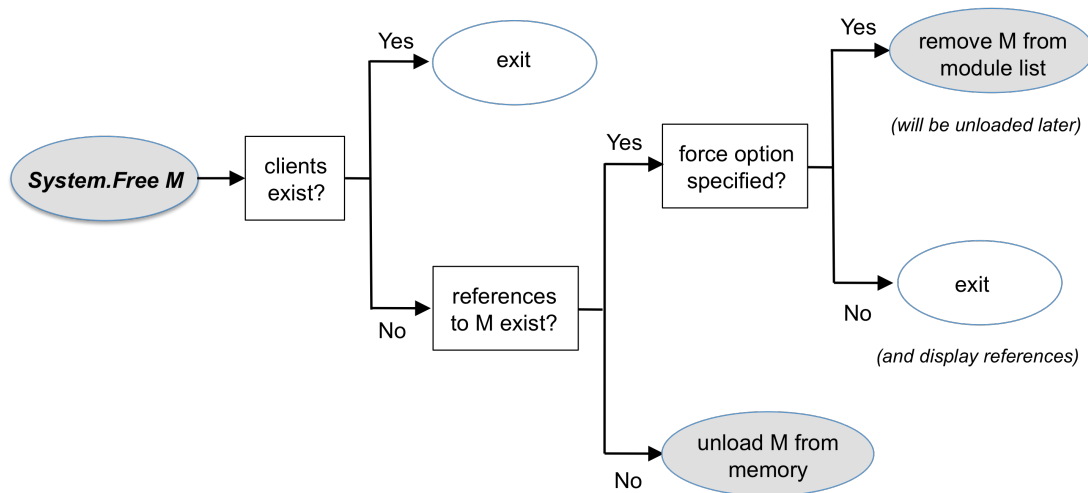 System.Free M
clients
exist?
Yes
exit
No
references
to M exist?
Yes
force option
specified?
Yes
remove M from
module list
(will be unloaded later)
No
exit
(and display references)
No
unload M from
memory